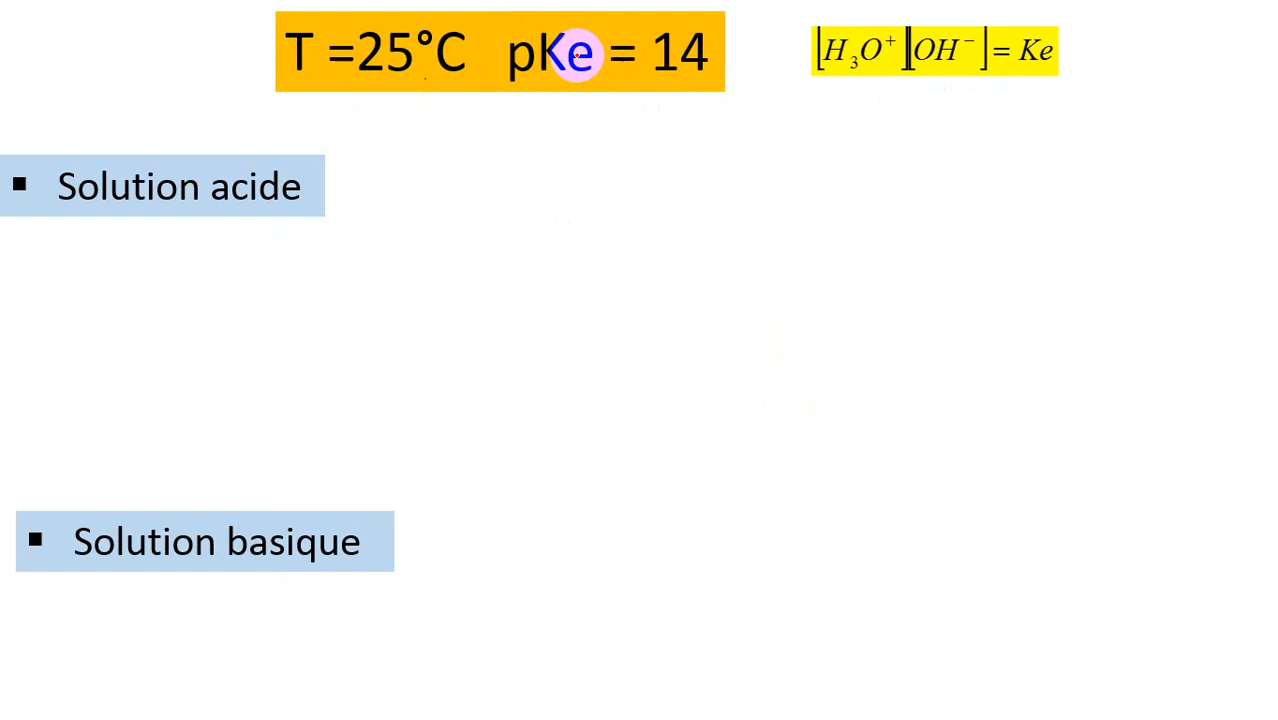 T =25°C pKe = 14
[H₃O⁺][OH⁻] = Ke
▪ Solution acide
▪ Solution basique